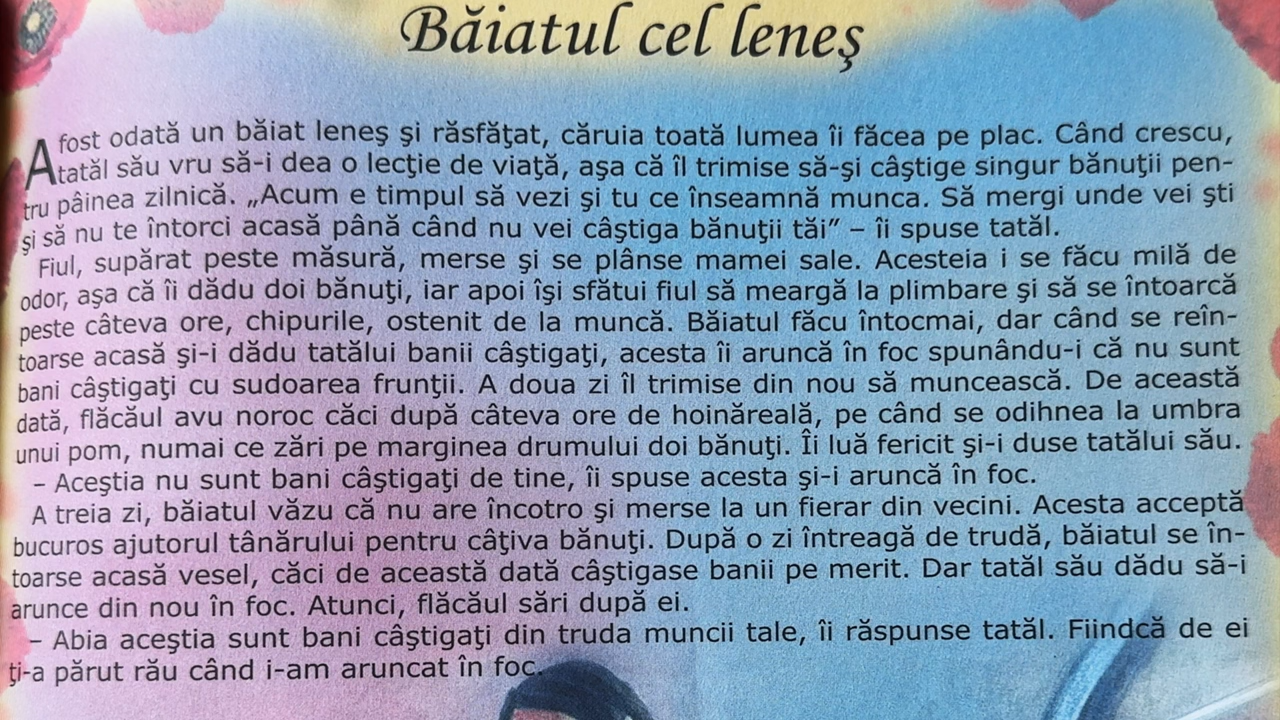 Băiatul cel leneş
A fost odată un băiat leneş şi răsfăţat, căruia toată lumea îi făcea pe plac. Când crescu,
tatăl său vru să-i dea o lecţie de viaţă, aşa că îl trimise să-şi câştige singur bănuţii pen-
tru pâinea zilnică. „Acum e timpul să vezi şi tu ce înseamnă munca. Să mergi unde vei şti
şi să nu te întorci acasă până când nu vei câştiga bănuţii tăi” – îi spuse tatăl.
Fiul, supărat peste măsură, merse şi se plânse mamei sale. Acesteia i se făcu milă de
odor, aşa că îi dădu doi bănuţi, iar apoi îşi sfătui fiul să meargă la plimbare şi să se întoarcă
peste câteva ore, chipurile, ostenit de la muncă. Băiatul făcu întocmai, dar când se reîn-
toarse acasă şi-i dădu tatălui banii câştigaţi, acesta îi aruncă în foc spunându-i că nu sunt
bani câştigaţi cu sudoarea frunţii. A doua zi îl trimise din nou să muncească. De această
dată, flăcăul avu noroc căci după câteva ore de hoinăreală, pe când se odihnea la umbra
unui pom, numai ce zări pe marginea drumului doi bănuţi. Îi luă fericit şi-i duse tatălui său.
– Aceştia nu sunt bani câştigaţi de tine, îi spuse acesta şi-i aruncă în foc.
A treia zi, băiatul văzu că nu are încotro şi merse la un fierar din vecini. Acesta acceptă
bucuros ajutorul tânărului pentru câţiva bănuţi. După o zi întreagă de trudă, băiatul se în-
toarse acasă vesel, căci de această dată câştigase banii pe merit. Dar tatăl său dădu să-i
arunce din nou în foc. Atunci, flăcăul sări după ei.
– Abia aceştia sunt bani câştigaţi din truda muncii tale, îi răspunse tatăl. Fiindcă de ei
ţi-a părut rău când i-am aruncat în foc.